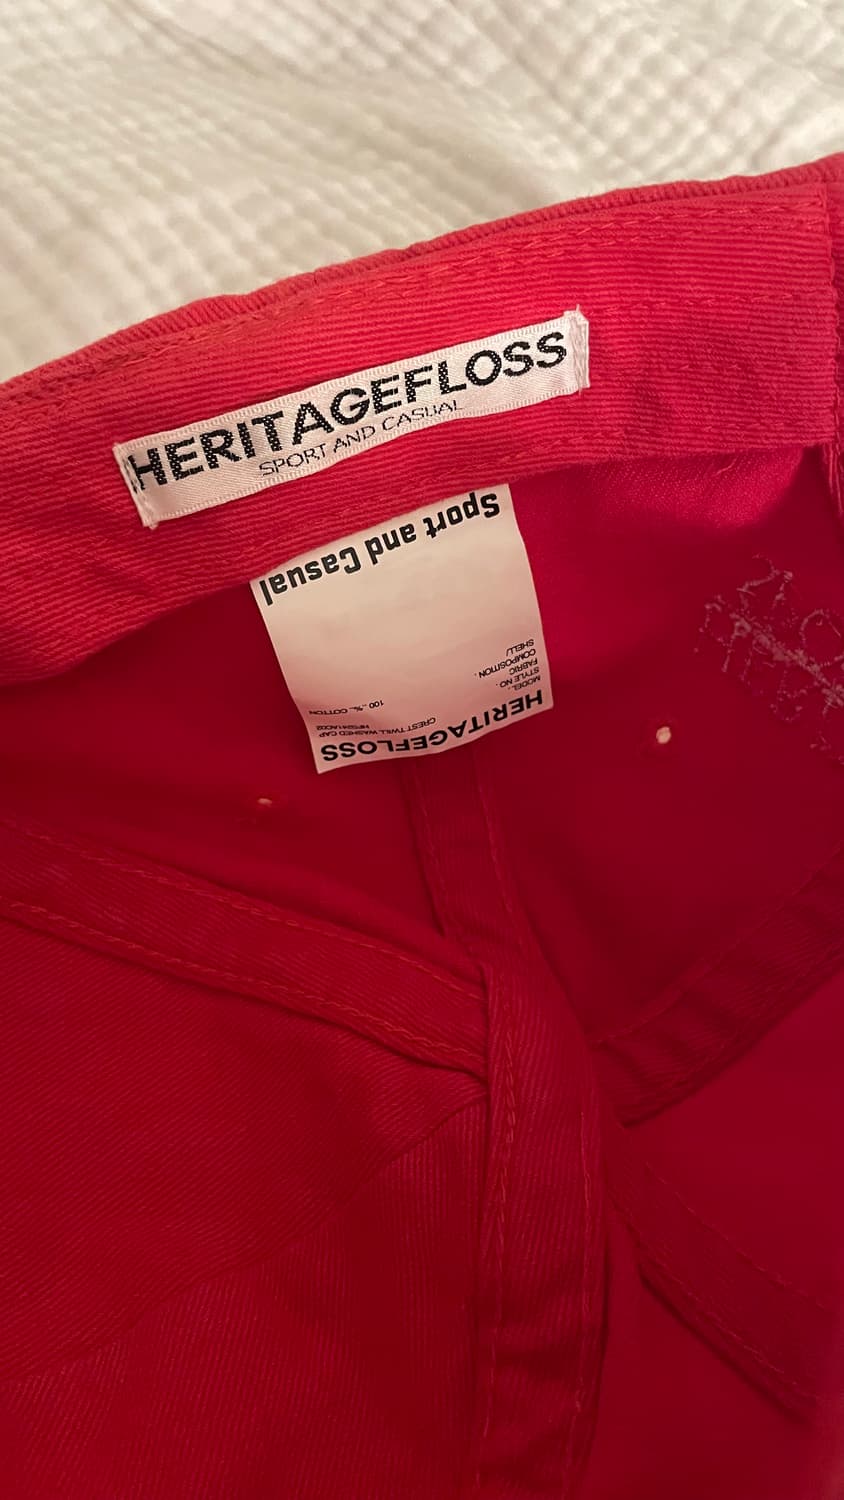 HERITAGEFLOSS
SPORT AND CASUAL
HERITAGEFLOSS
MODEL. CREST TWILL WASHED CAP
STYLE NO. HFS241AC02
FABRIC
COMPOSITION.
SHELL/ 100 ._%._ COTTON
Sport and Casual